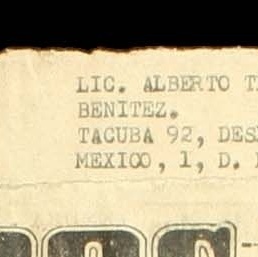 LIC. ALBERTO
BENITEZ.
TACUBA 92,
MEXICO, 1, D.